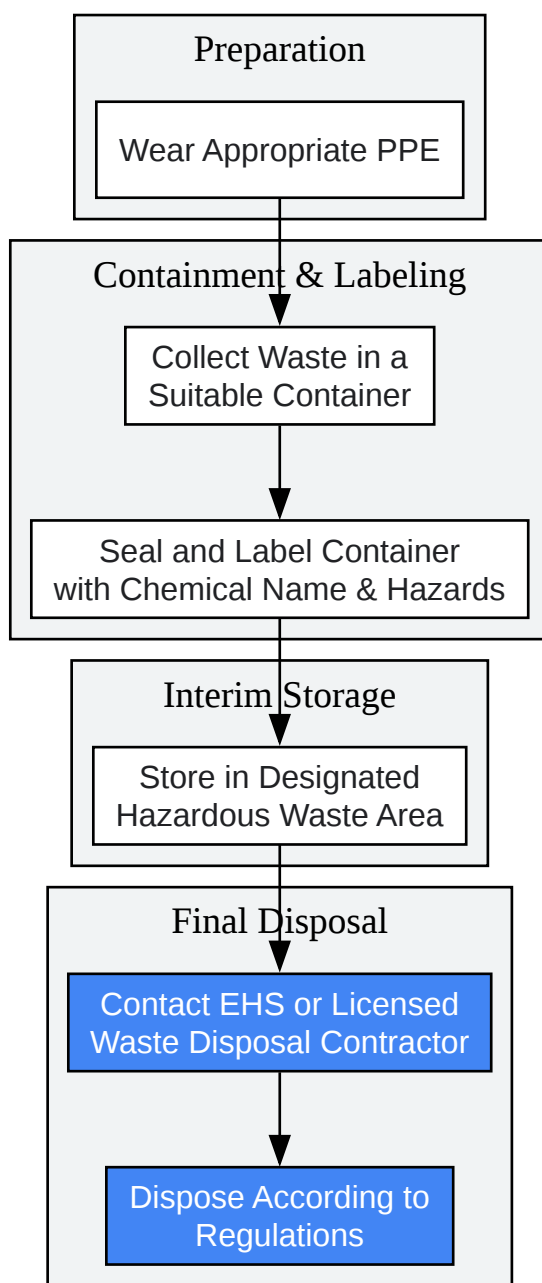 Preparation
Wear Appropriate PPE
Containment & Labeling
Collect Waste in a
Suitable Container
Seal and Label Container
with Chemical Name & Hazards
Interim Storage
Store in Designated
Hazardous Waste Area
Final Disposal
Contact EHS or Licensed
Waste Disposal Contractor
Dispose According to
Regulations